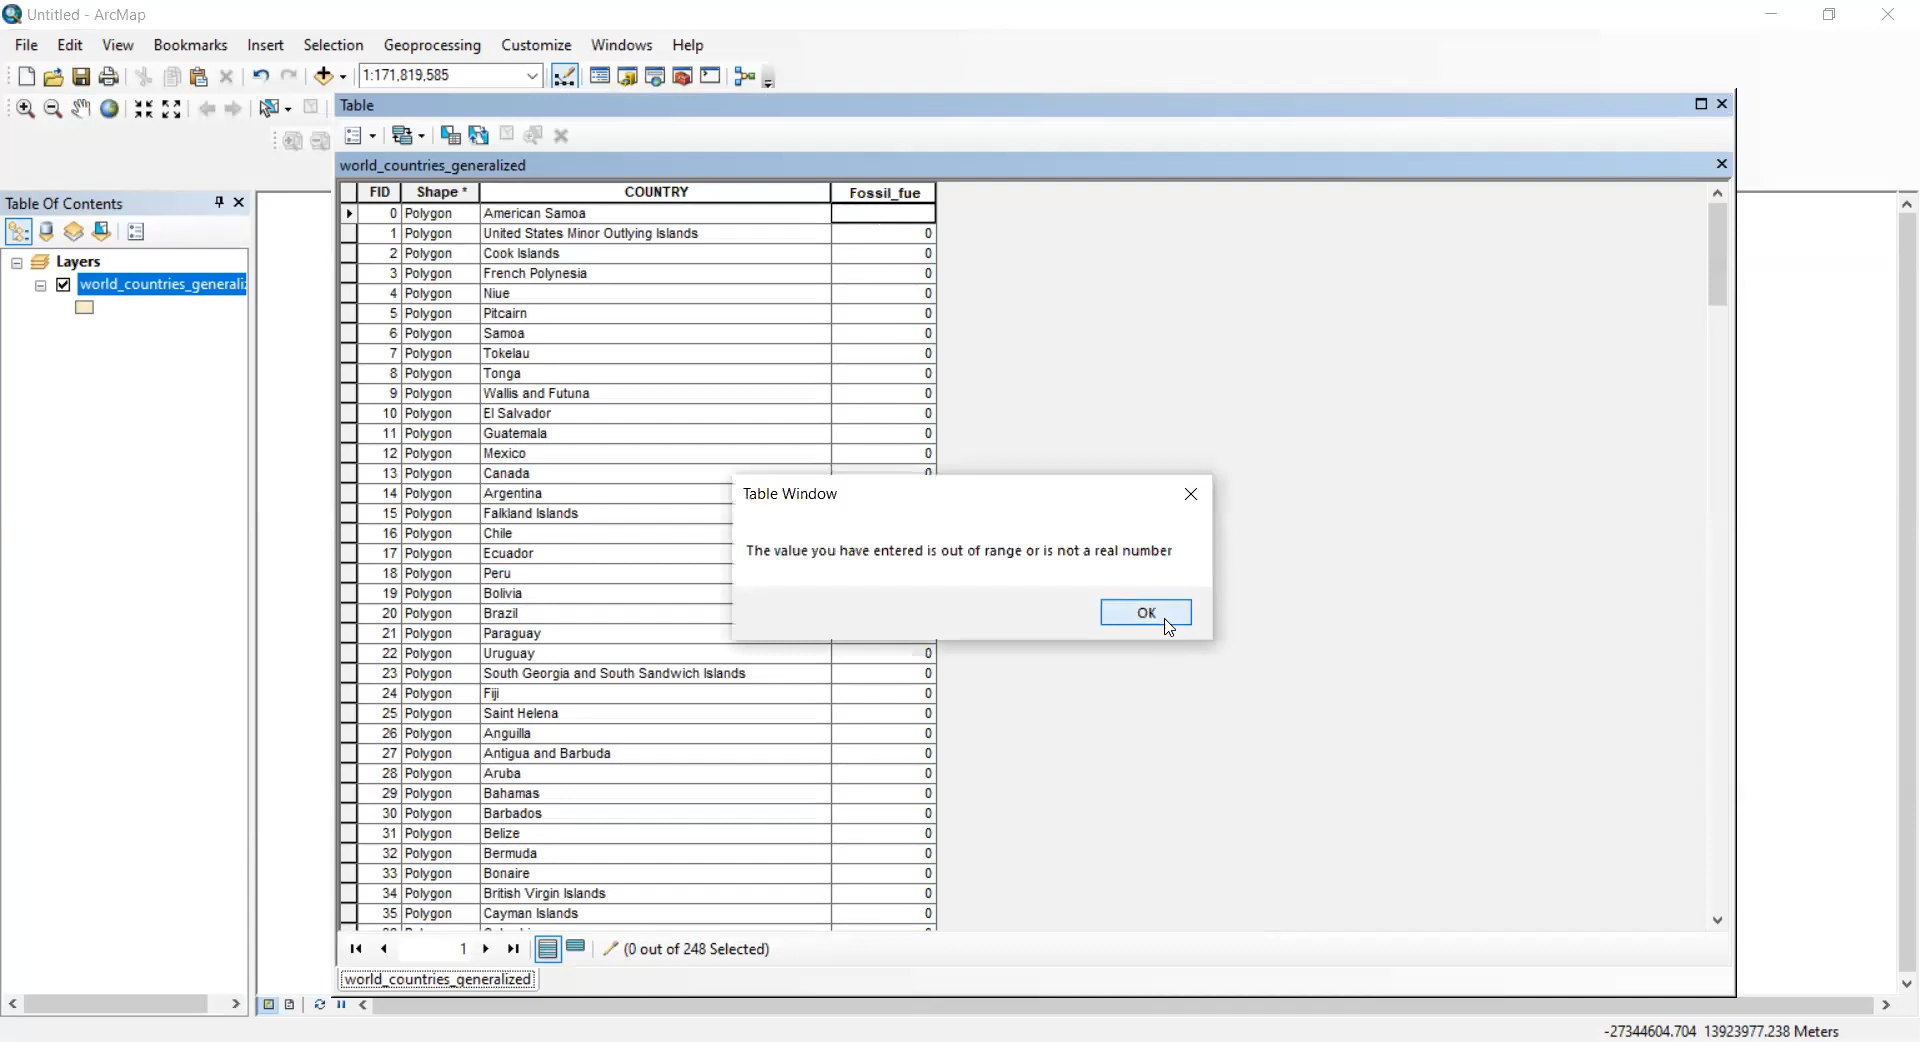 Untitled - ArcMap
File Edit View Bookmarks Insert Selection Geoprocessing Customize Windows Help
1:171,819,585
Table
world_countries_generalized
Table Of Contents
Layers
world_countries_generali
FID Shape * COUNTRY Fossil_fue
0 Polygon American Samoa
1 Polygon United States Minor Outlying Islands 0
2 Polygon Cook Islands 0
3 Polygon French Polynesia 0
4 Polygon Niue 0
5 Polygon Pitcairn 0
6 Polygon Samoa 0
7 Polygon Tokelau 0
8 Polygon Tonga 0
9 Polygon Wallis and Futuna 0
10 Polygon El Salvador 0
11 Polygon Guatemala 0
12 Polygon Mexico 0
13 Polygon Canada 0
14 Polygon Argentina
15 Polygon Falkland Islands
16 Polygon Chile
17 Polygon Ecuador
18 Polygon Peru
19 Polygon Bolivia
20 Polygon Brazil
21 Polygon Paraguay
22 Polygon Uruguay 0
23 Polygon South Georgia and South Sandwich Islands 0
24 Polygon Fiji 0
25 Polygon Saint Helena 0
26 Polygon Anguilla 0
27 Polygon Antigua and Barbuda 0
28 Polygon Aruba 0
29 Polygon Bahamas 0
30 Polygon Barbados 0
31 Polygon Belize 0
32 Polygon Bermuda 0
33 Polygon Bonaire 0
34 Polygon British Virgin Islands 0
35 Polygon Cayman Islands 0
Table Window
The value you have entered is out of range or is not a real number
OK
1 (0 out of 248 Selected)
world_countries_generalized
-27344604.704 13923977.238 Meters